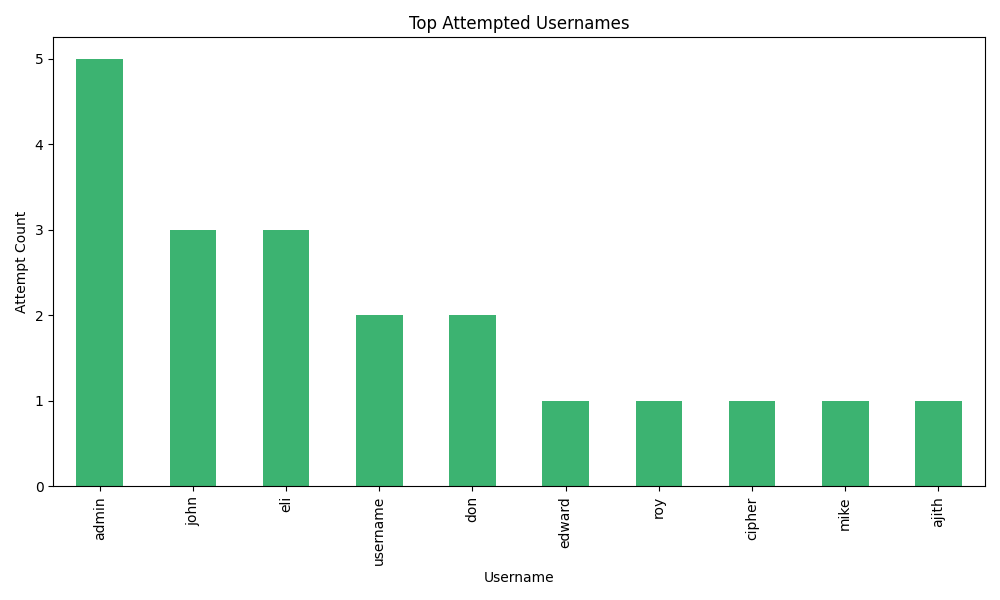 Top Attempted Usernames
Attempt Count
5
4
3
2
1
0
admin
john
eli
username
don
edward
roy
cipher
mike
ajith
Username